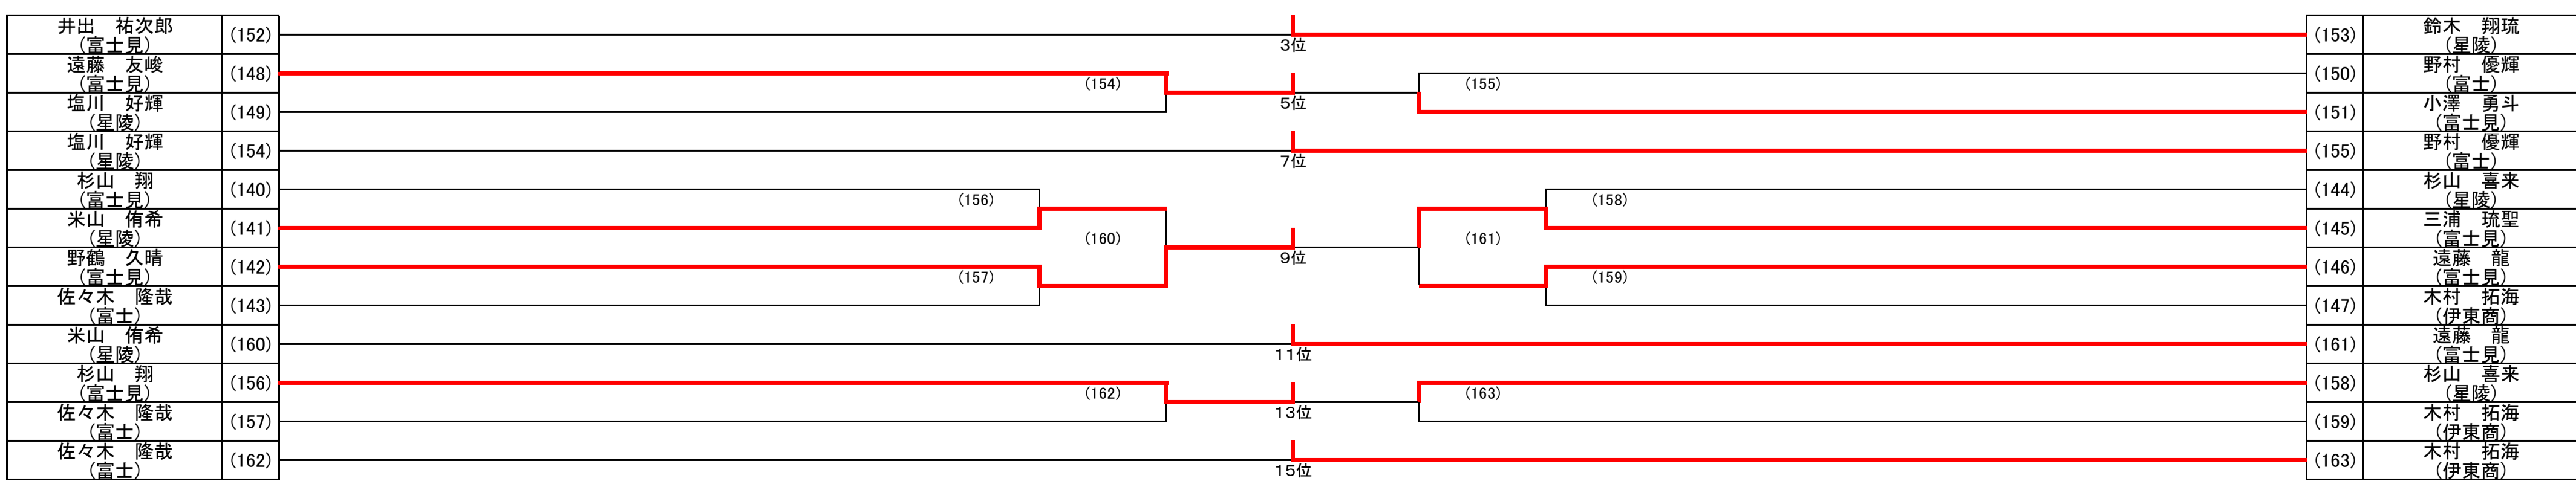 井出　祐次郎
（富士見）
（152）
3位
（153）
鈴木　翔琉
（星陵）
遠藤　友峻
（富士見）
（148）
（154）
（155）
（150）
野村　優輝
（富士）
塩川　好輝
（星陵）
（149）
5位
（151）
小澤　勇斗
（富士見）
塩川　好輝
（星陵）
（154）
7位
（155）
野村　優輝
（富士）
杉山　翔
（富士見）
（140）
（156）
（158）
（144）
杉山　喜来
（星陵）
米山　侑希
（星陵）
（141）
（160）
（161）
（145）
三浦　琉聖
（富士見）
野鶴　久晴
（富士見）
（142）
（157）
9位
（159）
（146）
遠藤　龍
（富士見）
佐々木　隆哉
（富士）
（143）
（147）
木村　拓海
（伊東商）
米山　侑希
（星陵）
（160）
11位
（161）
遠藤　龍
（富士見）
杉山　翔
（富士見）
（156）
（162）
（163）
（158）
杉山　喜来
（星陵）
佐々木　隆哉
（富士）
（157）
13位
（159）
木村　拓海
（伊東商）
佐々木　隆哉
（富士）
（162）
15位
（163）
木村　拓海
（伊東商）